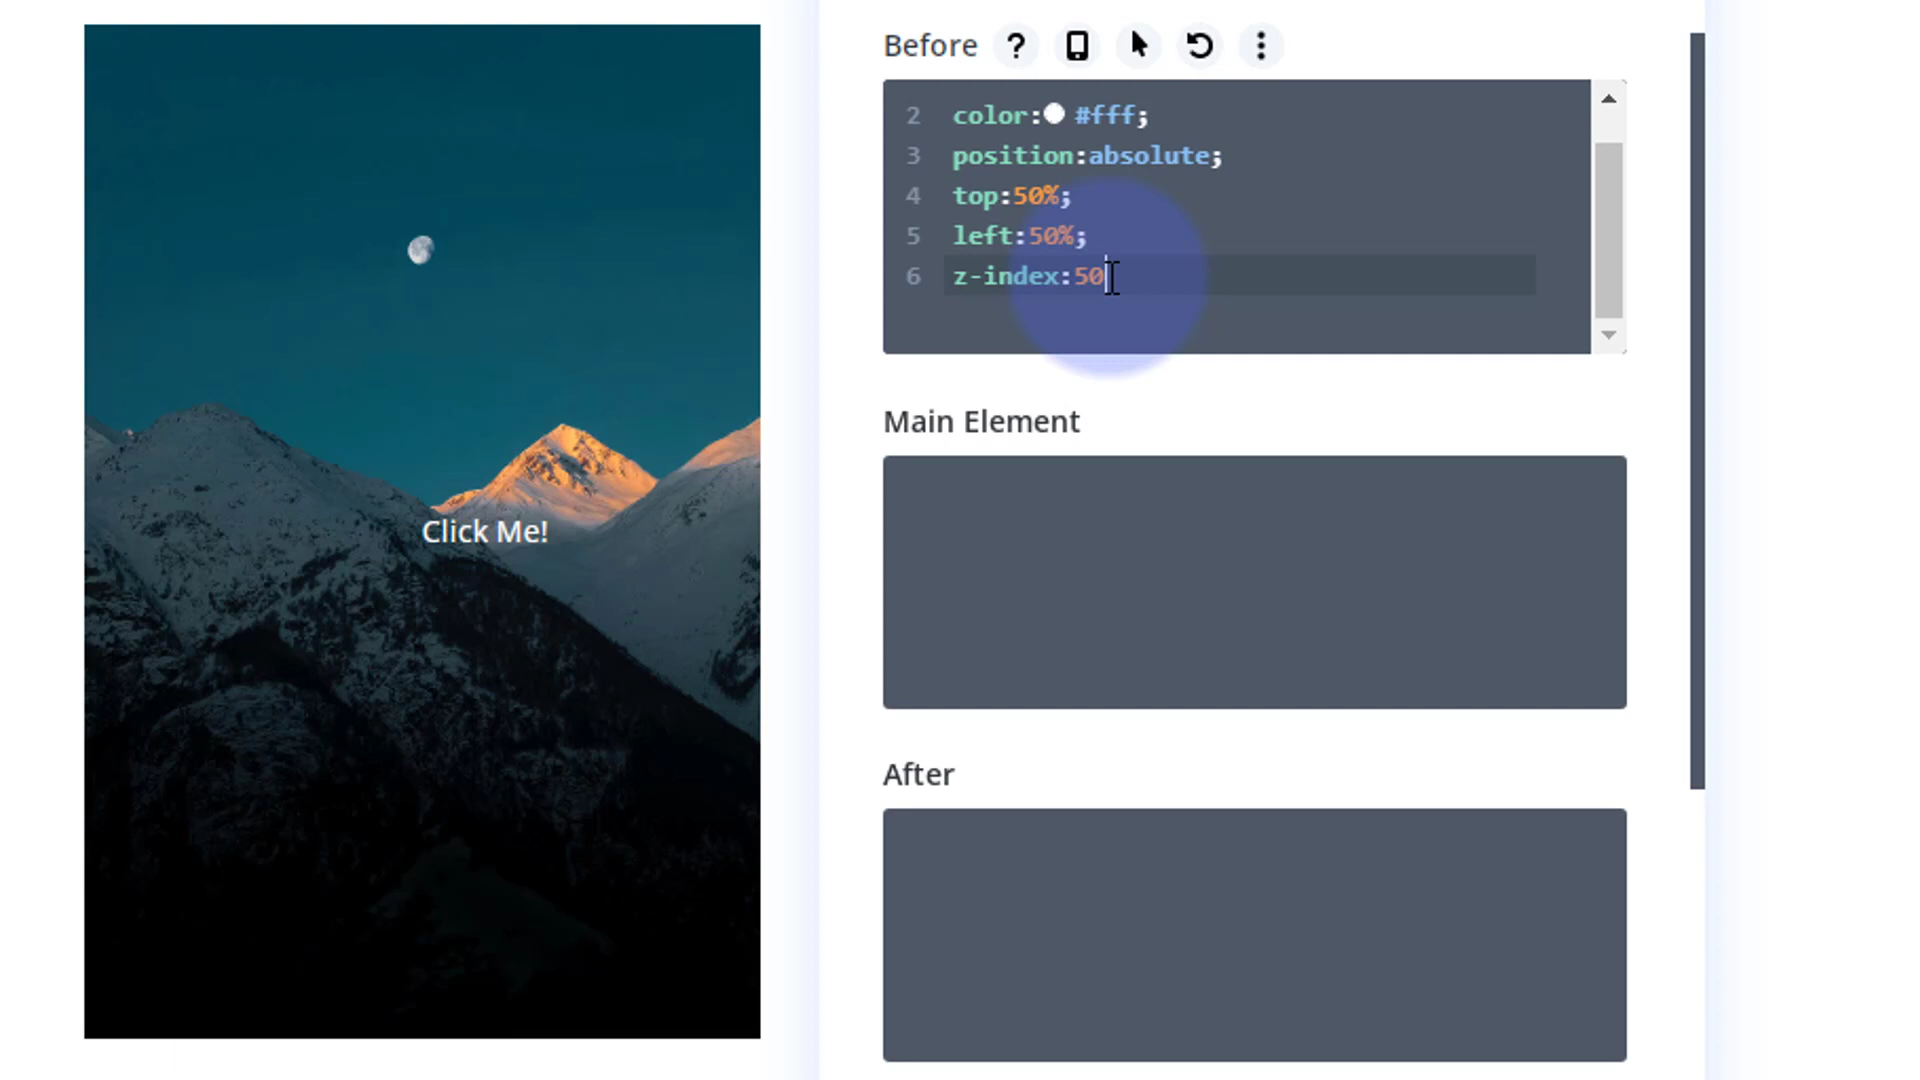 Before ?
2 color: #fff;
3 position:absolute;
4 top:50%;
5 left:50%;
6 z-index:50
Click Me!
Main Element
After